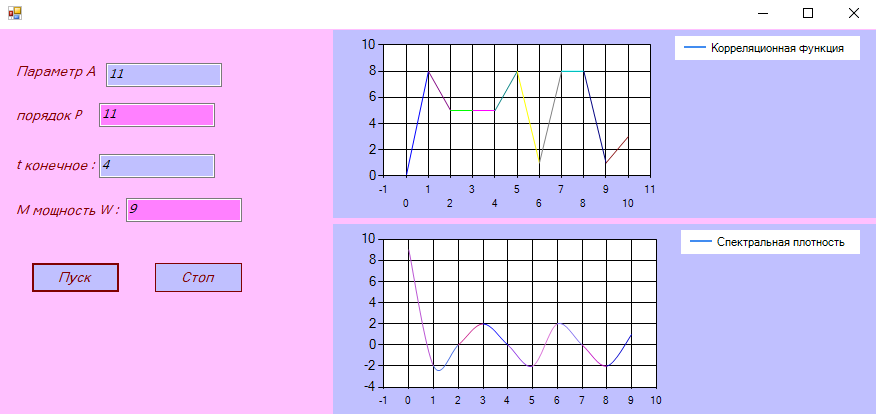 Параметр А
11
порядок Р
11
t конечное :
4
М мощность W :
9
Пуск
Стоп
Корреляционная функция
10
8
6
4
2
0
-1 1 3 5 7 9 11
0 2 4 6 8 10
Спектральная плотность
10
8
6
4
2
0
-2
-4
-1 0 1 2 3 4 5 6 7 8 9 10